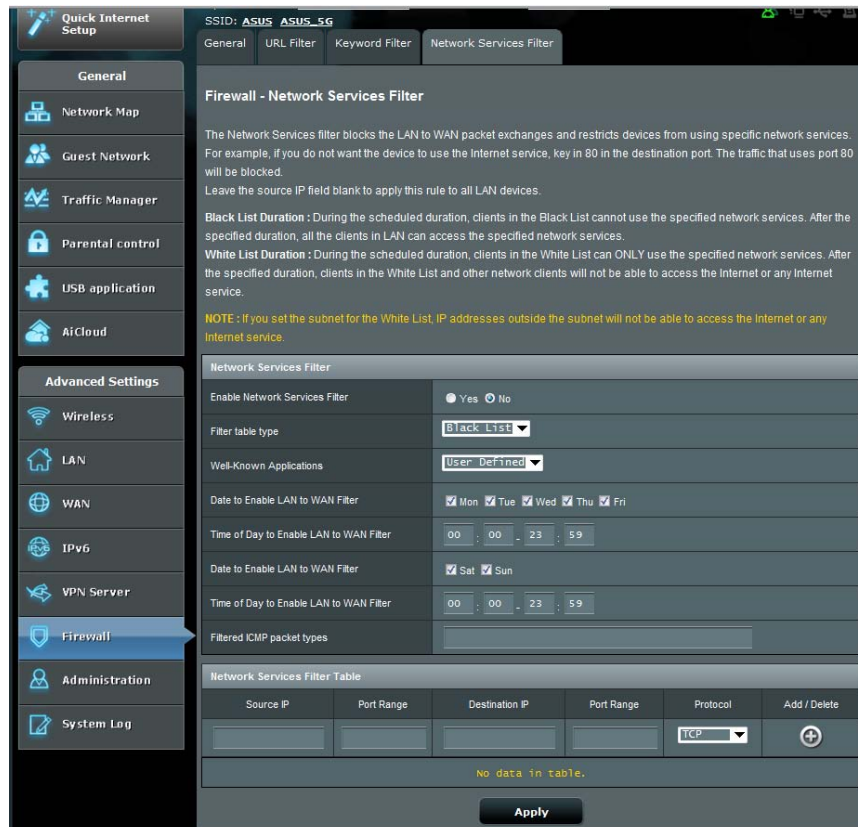 Quick Internet
Setup
SSID: ASUS ASUS_5G
General URL Filter Keyword Filter Network Services Filter
General
Network Map
Guest Network
Traffic Manager
Parental control
USB application
AiCloud
Advanced Settings
Wireless
LAN
WAN
IPv6
VPN Server
Firewall
Administration
System Log
Firewall - Network Services Filter
The Network Services filter blocks the LAN to WAN packet exchanges and restricts devices from using specific network services.
For example, if you do not want the device to use the Internet service, key in 80 in the destination port. The traffic that uses port 80
will be blocked.
Leave the source IP field blank to apply this rule to all LAN devices.
Black List Duration : During the scheduled duration, clients in the Black List cannot use the specified network services. After the
specified duration, all the clients in LAN can access the specified network services.
White List Duration : During the scheduled duration, clients in the White List can ONLY use the specified network services. After
the specified duration, clients in the White List and other network clients will not be able to access the Internet or any Internet
service.
NOTE : If you set the subnet for the White List, IP addresses outside the subnet will not be able to access the Internet or any
Internet service.
Network Services Filter
Enable Network Services Filter Yes No
Filter table type Black List
Well-Known Applications User Defined
Date to Enable LAN to WAN Filter Mon Tue Wed Thu Fri
Time of Day to Enable LAN to WAN Filter 00 : 00 - 23 : 59
Date to Enable LAN to WAN Filter Sat Sun
Time of Day to Enable LAN to WAN Filter 00 : 00 - 23 : 59
Filtered ICMP packet types
Network Services Filter Table
Source IP Port Range Destination IP Port Range Protocol Add / Delete
TCP
No data in table.
Apply